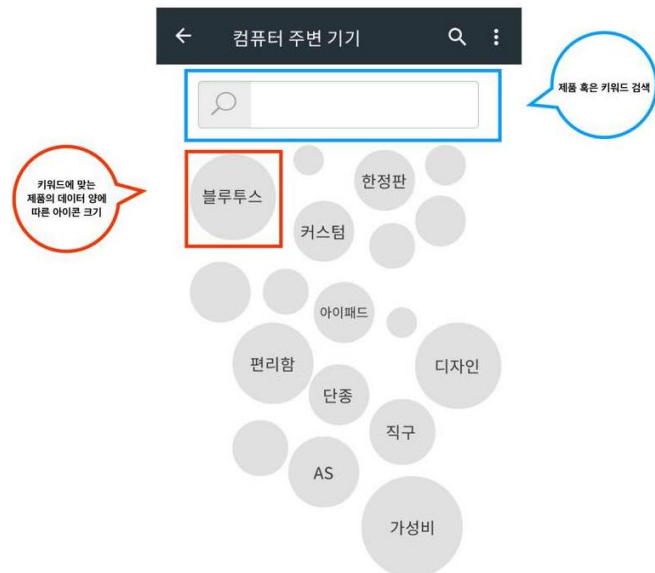 컴퓨터 주변 기기
제품 혹은 키워드 검색
키워드에 맞는
제품의 데이터 양에
따른 아이콘 크기
블루투스
한정판
커스텀
아이패드
편리함
디자인
단종
직구
AS
가성비